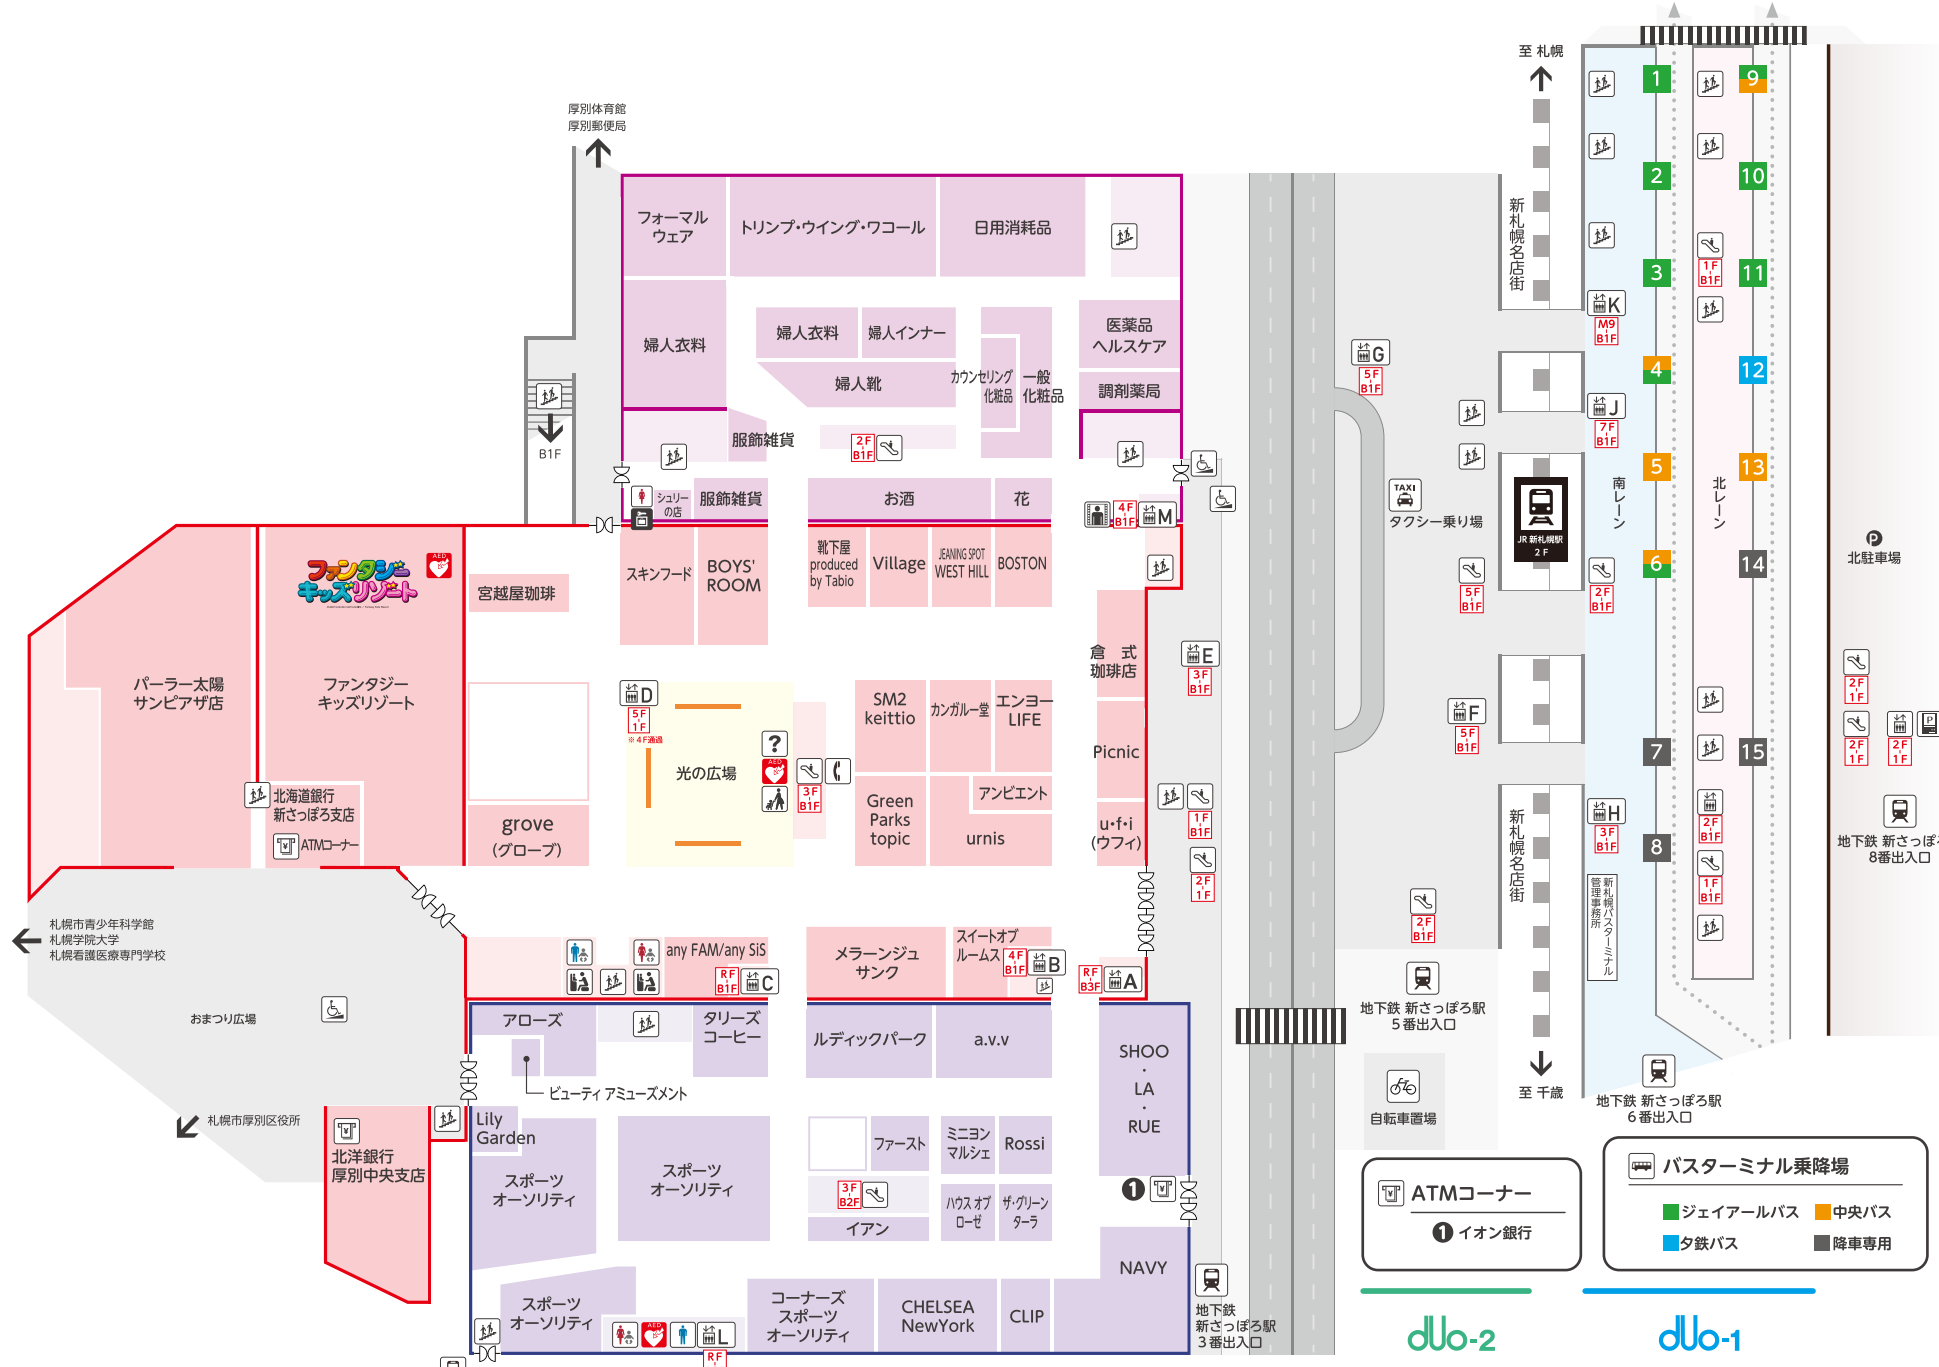 至 札幌
1
9
2
10
3
11
4
12
5
13
6
14
7
15
8
南レーン
北レーン
厚別体育館
厚別郵便局
B1F
フォーマル
ウェア
トリンプ・ウイング・ワコール
日用消耗品
婦人衣料
婦人衣料
婦人インナー
婦人靴
カウンセリング
化粧品
一般
化粧品
医薬品
ヘルスケア
調剤薬局
服飾雑貨
2F
B1F
シュリー
の店
服飾雑貨
お酒
花
4F
B1F
M
新札幌名店街
K
M9
B1F
G
5F
B1F
J
7F
B1F
TAXI
タクシー乗り場
JR 新札幌駅
2F
5F
B1F
2F
B1F
1F
B1F
P
北駐車場
ファンタジー
キッズリゾート
AED
パーラー太陽
サンピアザ店
ファンタジー
キッズリゾート
宮越屋珈琲
スキンフード
BOYS'
ROOM
靴下屋
produced
by Tabio
Village
JEANING SPOT
WEST HILL
BOSTON
倉 式
珈琲店
E
3F
B1F
D
5F
1F
※4F通過
光の広場
?
AED
3F
B1F
SM2
keittio
カンガルー堂
エンヨー
LIFE
Picnic
F
5F
B1F
Green
Parks
topic
アンビエント
urnis
u・f・i
(ウフィ)
1F
B1F
2F
1F
北海道銀行
新さっぽろ支店
ATMコーナー
grove
(グローブ)
新札幌名店街
H
3F
B1F
2F
B1F
1F
B1F
2F
1F
2F
1F
2F
1F
P
地下鉄 新さっぽろ
8番出入口
新札幌バスターミナル
管理事務所
札幌市青少年科学館
札幌学院大学
札幌看護医療専門学校
おまつり広場
札幌市厚別区役所
any FAM/any SiS
RF
B1F
C
メラーンジュ
サンク
スイートオブ
ルームス
4F
B1F
B
RF
B3F
A
2F
B1F
地下鉄 新さっぽろ駅
5番出入口
自転車置場
至 千歳
地下鉄 新さっぽろ駅
6番出入口
アローズ
タリーズ
コーヒー
ルディックパーク
a.v.v
SHOO
・
LA
・
RUE
ビューティ アミューズメント
Lily
Garden
北洋銀行
厚別中央支店
スポーツ
オーソリティ
スポーツ
オーソリティ
ファースト
ミニヨン
マルシェ
Rossi
3F
B2F
イアン
ハウス オブ
ローゼ
ザ・グリーン
ターラ
1
NAVY
スポーツ
オーソリティ
AED
L
RF
コーナーズ
スポーツ
オーソリティ
CHELSEA
NewYork
CLIP
地下鉄
新さっぽろ駅
3番出入口
ATMコーナー
1 イオン銀行
バスターミナル乗降場
ジェイアールバス
中央バス
夕鉄バス
降車専用
duo-2
duo-1